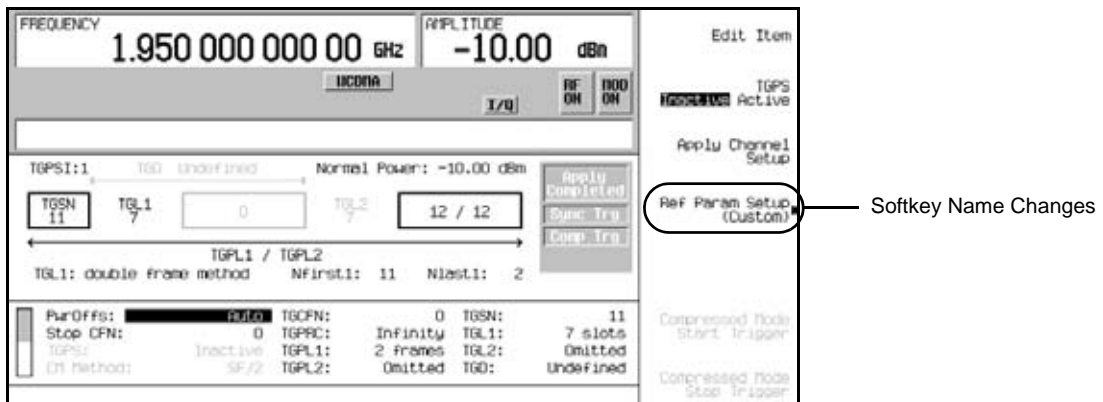 FREQUENCY
1.950 000 000 00 GHz
AMPLITUDE
-10.00 dBm
WCDMA
I/Q
RF ON
MOD ON
Edit Item
TGPS
Inactive Active
Apply Channel
Setup
Ref Param Setup
(Custom)
Softkey Name Changes
Compressed Mode
Start Trigger
Compressed Mode
Stop Trigger
TGPSI:1 TGD Undefined Normal Power: -10.00 dBm
Apply
Completed
Sync Trg
Comp Trg
TGSN
11
TGL1
7
0
TGL2
7
12 / 12
TGPL1 / TGPL2
TGL1: double frame method Nfirst1: 11 Nlast1: 2
PwrOffs: Auto TGCFN: 0 TGSN: 11
Stop CFN: 0 TGPRC: Infinity TGL1: 7 slots
TGPS: Inactive TGPL1: 2 frames TGL2: Omitted
CM Method: SF/2 TGPL2: Omitted TGD: Undefined